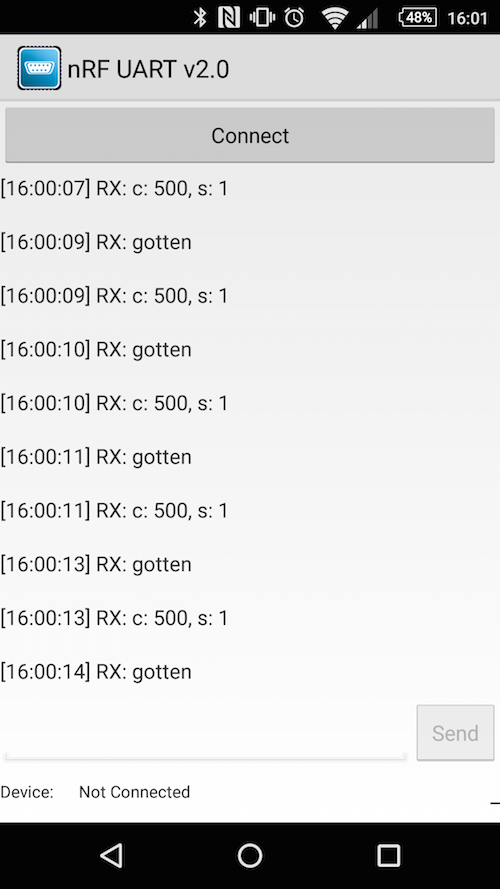 48% 16:01
nRF UART v2.0
Connect
[16:00:07] RX: c: 500, s: 1
[16:00:09] RX: gotten
[16:00:09] RX: c: 500, s: 1
[16:00:10] RX: gotten
[16:00:10] RX: c: 500, s: 1
[16:00:11] RX: gotten
[16:00:11] RX: c: 500, s: 1
[16:00:13] RX: gotten
[16:00:13] RX: c: 500, s: 1
[16:00:14] RX: gotten
Send
Device: Not Connected